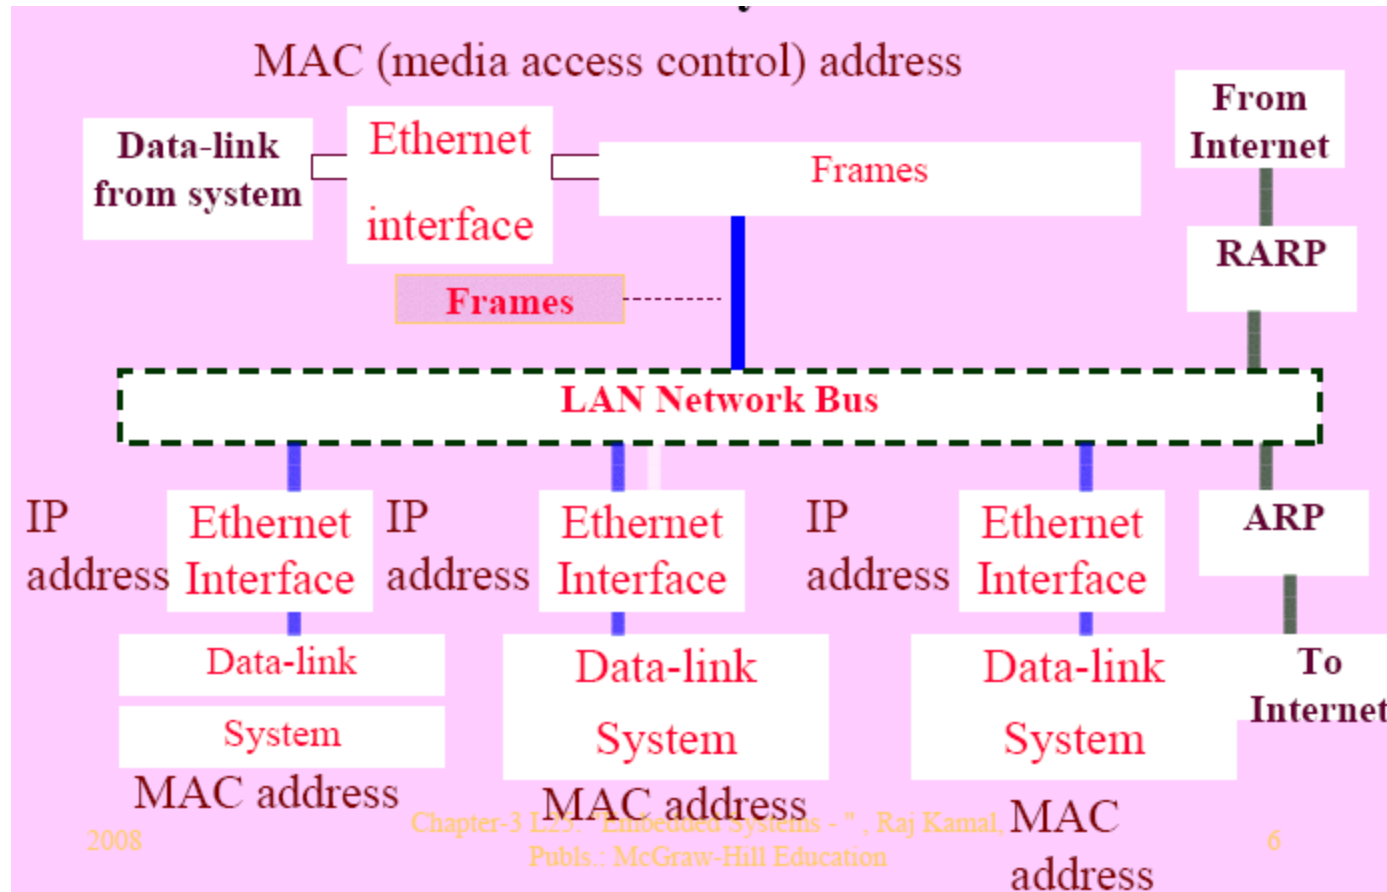 MAC (media access control) address
From
Internet
Data-link
from system
Ethernet
interface
Frames
RARP
Frames
LAN Network Bus
IP
address
Ethernet
Interface
IP
address
Ethernet
Interface
IP
address
Ethernet
Interface
ARP
Data-link
System
MAC address
Data-link
System
MAC address
Data-link
System
MAC
address
To
Internet
2008
Chapter-3 L25: "Embedded Systems - " , Raj Kamal,
Publs.: McGraw-Hill Education
6